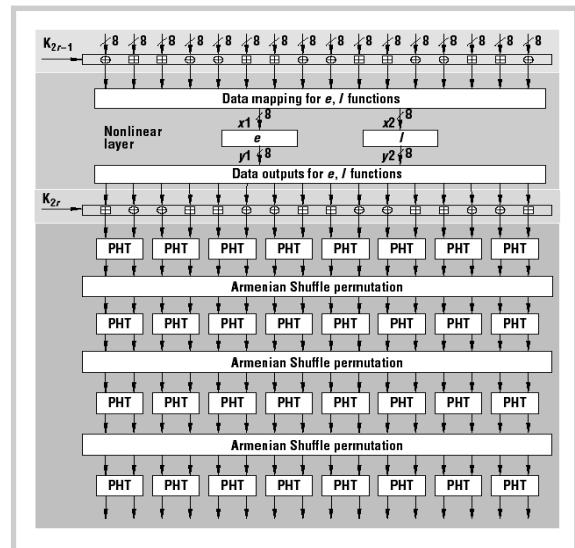 K2r–1 8 8 8 8 8 8 8 8 8 8 8 8 8 8 8 8
Data mapping for e, l functions
x1 8 x2 8
Nonlinear
layer
e l
y1 8 y2 8
Data outputs for e, l functions
K2r
PHT PHT PHT PHT PHT PHT PHT PHT
Armenian Shuffle permutation
PHT PHT PHT PHT PHT PHT PHT PHT
Armenian Shuffle permutation
PHT PHT PHT PHT PHT PHT PHT PHT
Armenian Shuffle permutation
PHT PHT PHT PHT PHT PHT PHT PHT